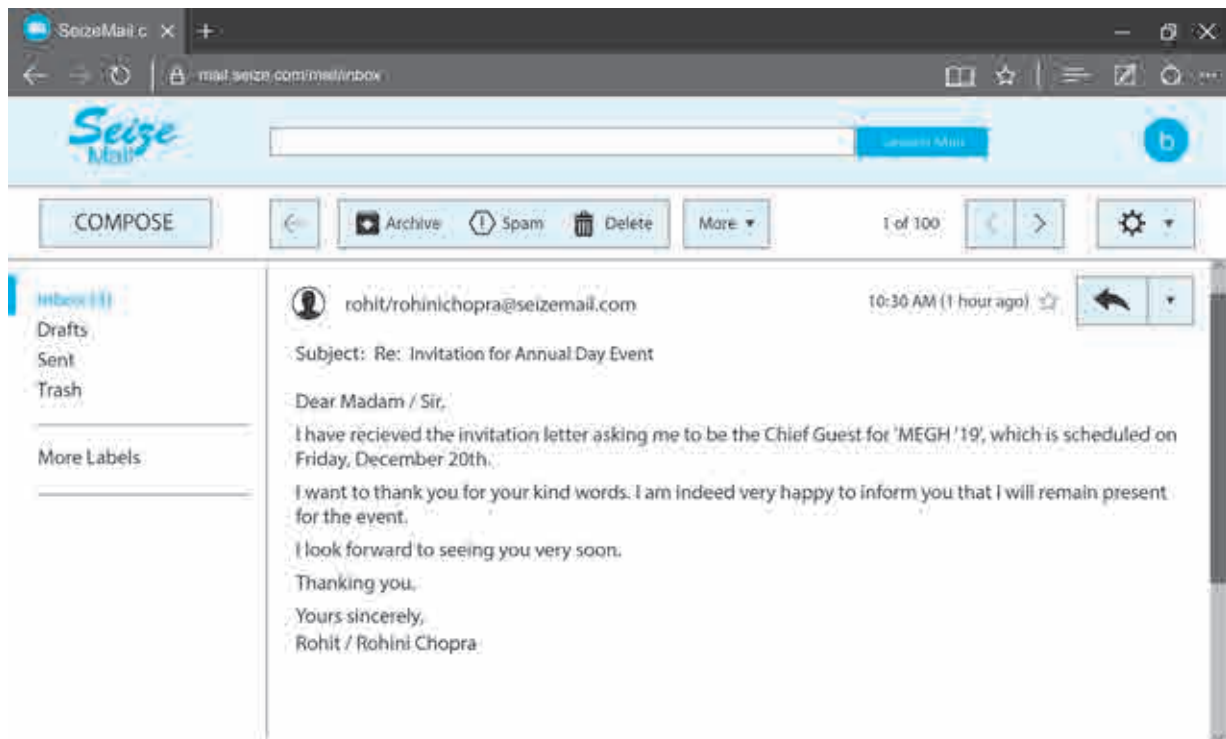 SeizeMail.c
mail.seize.com/mail/inbox
Seize
Mail
b
COMPOSE
Archive
Spam
Delete
More
1 of 100
Inbox (1)
Drafts
Sent
Trash
More Labels
rohit/rohinichopra@seizemail.com
10:30 AM (1 hour ago)
Subject: Re: Invitation for Annual Day Event
Dear Madam / Sir,
I have recieved the invitation letter asking me to be the Chief Guest for 'MEGH '19', which is scheduled on
Friday, December 20th.
I want to thank you for your kind words. I am indeed very happy to inform you that I will remain present
for the event.
I look forward to seeing you very soon.
Thanking you,
Yours sincerely,
Rohit / Rohini Chopra